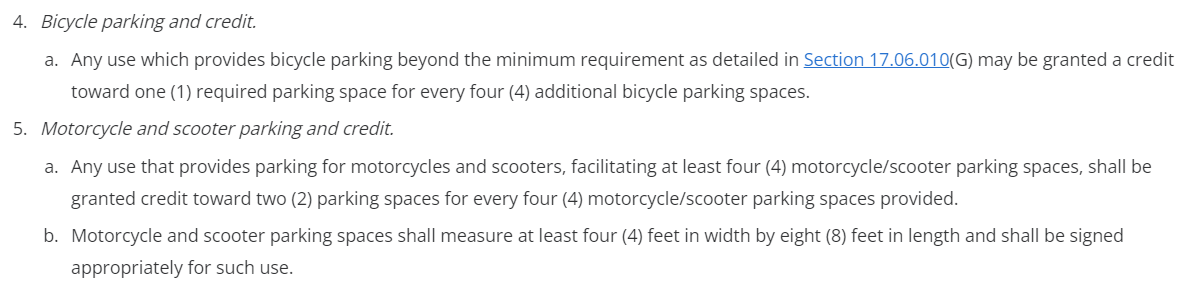 4. Bicycle parking and credit.
a. Any use which provides bicycle parking beyond the minimum requirement as detailed in Section 17.06.010(G) may be granted a credit
toward one (1) required parking space for every four (4) additional bicycle parking spaces.
5. Motorcycle and scooter parking and credit.
a. Any use that provides parking for motorcycles and scooters, facilitating at least four (4) motorcycle/scooter parking spaces, shall be
granted credit toward two (2) parking spaces for every four (4) motorcycle/scooter parking spaces provided.
b. Motorcycle and scooter parking spaces shall measure at least four (4) feet in width by eight (8) feet in length and shall be signed
appropriately for such use.